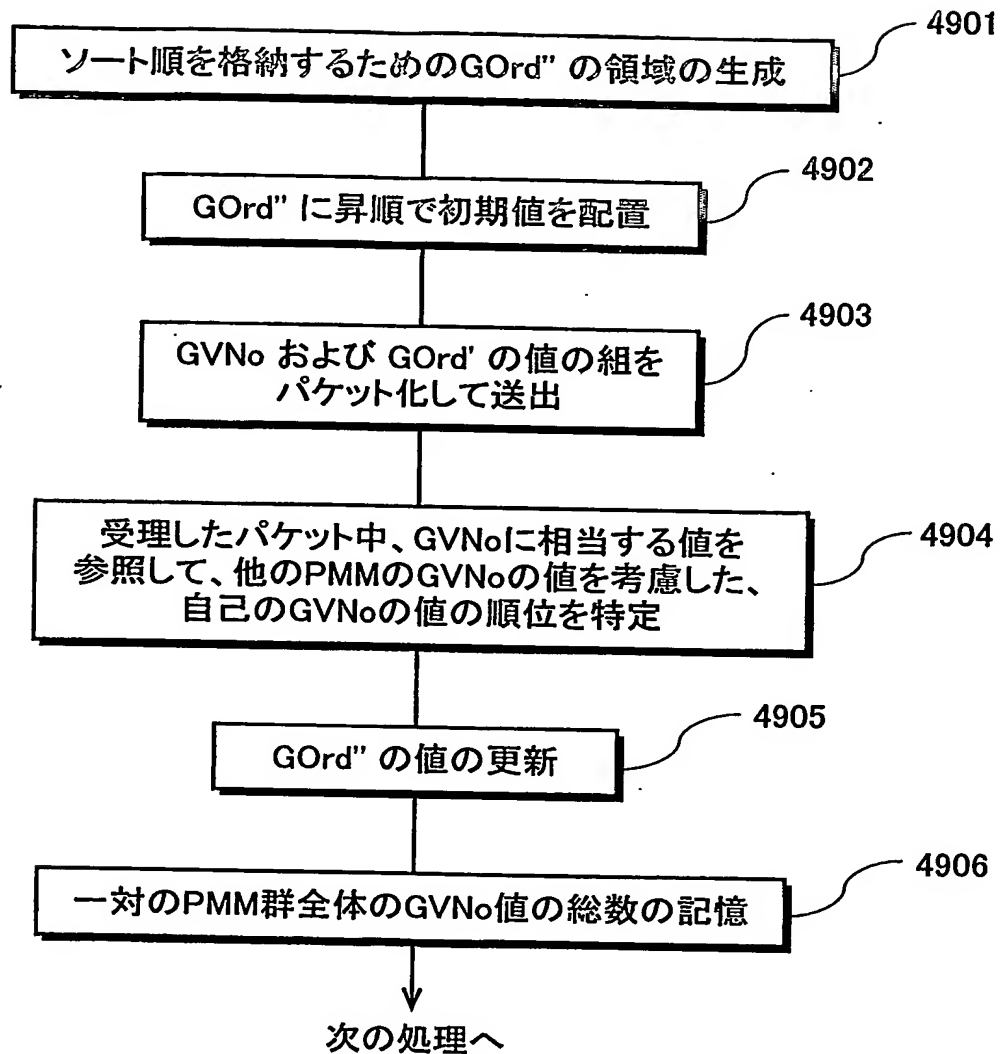 4901
ソート順を格納するためのGOrd'' の領域の生成
4902
GOrd'' に昇順で初期値を配置
4903
GVNo および GOrd' の値の組を
パケット化して送出
4904
受理したパケット中、GVNoに相当する値を
参照して、他のPMMのGVNoの値を考慮した、
自己のGVNoの値の順位を特定
4905
GOrd'' の値の更新
4906
一対のPMM群全体のGVNo値の総数の記憶
次の処理へ